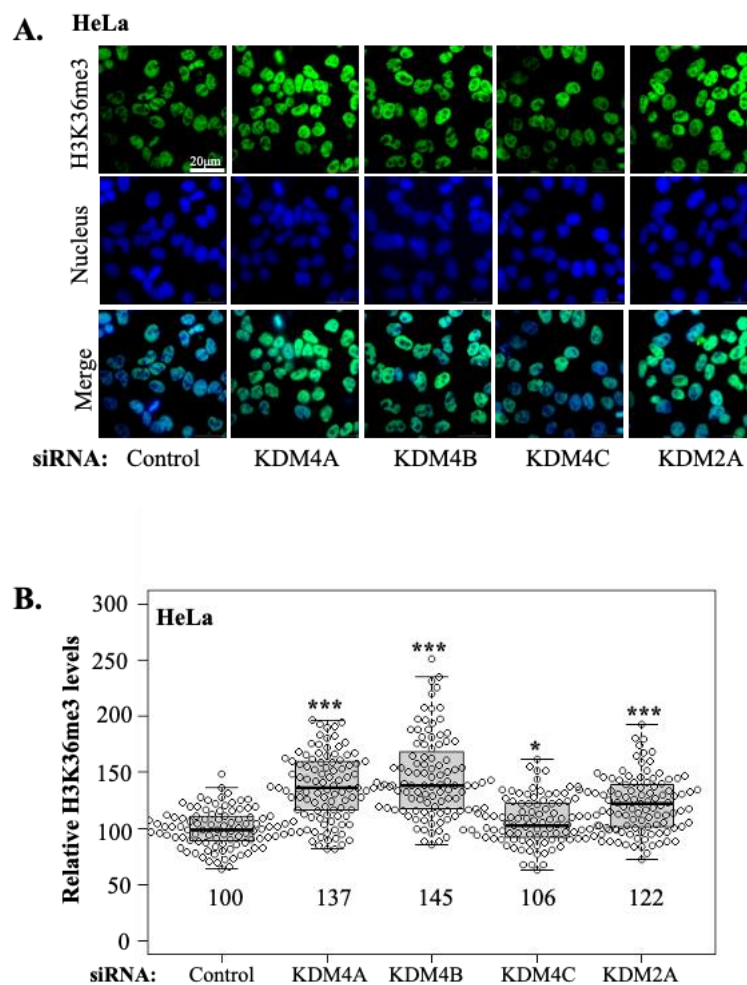 A.
HeLa
H3K36me3
20μm
Nucleus
Merge
siRNA: Control KDM4A KDM4B KDM4C KDM2A
B.
HeLa
Relative H3K36me3 levels
300
250
200
150
100
50
0
***
***
*
***
100 137 145 106 122
siRNA: Control KDM4A KDM4B KDM4C KDM2A